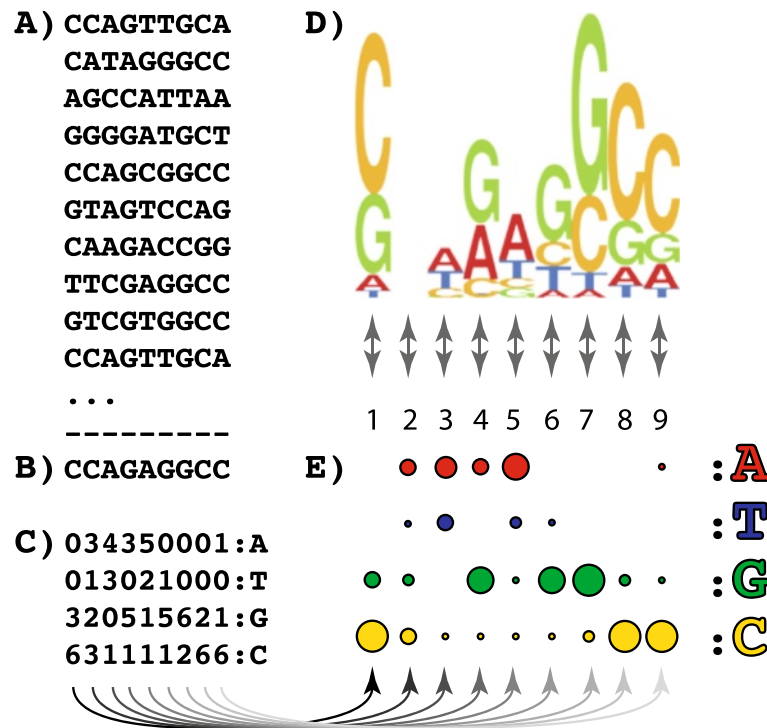 A) CCAGTTGCA
CATAGGGCC
AGCCATTAA
GGGGATGCT
CCAGCGGCC
GTAGTCCAG
CAAGACCGG
TTCGAGGCC
GTCGTGGCC
CCAGTTGCA
...
---------
B) CCAGAGGCC
C) 034350001:A
013021000:T
320515621:G
631111266:C
D)
C G A T
A T C
G A C
A T C G
G C T A
G C T A
C G A T
C G A T
1 2 3 4 5 6 7 8 9
E)
:A
:T
:G
:C